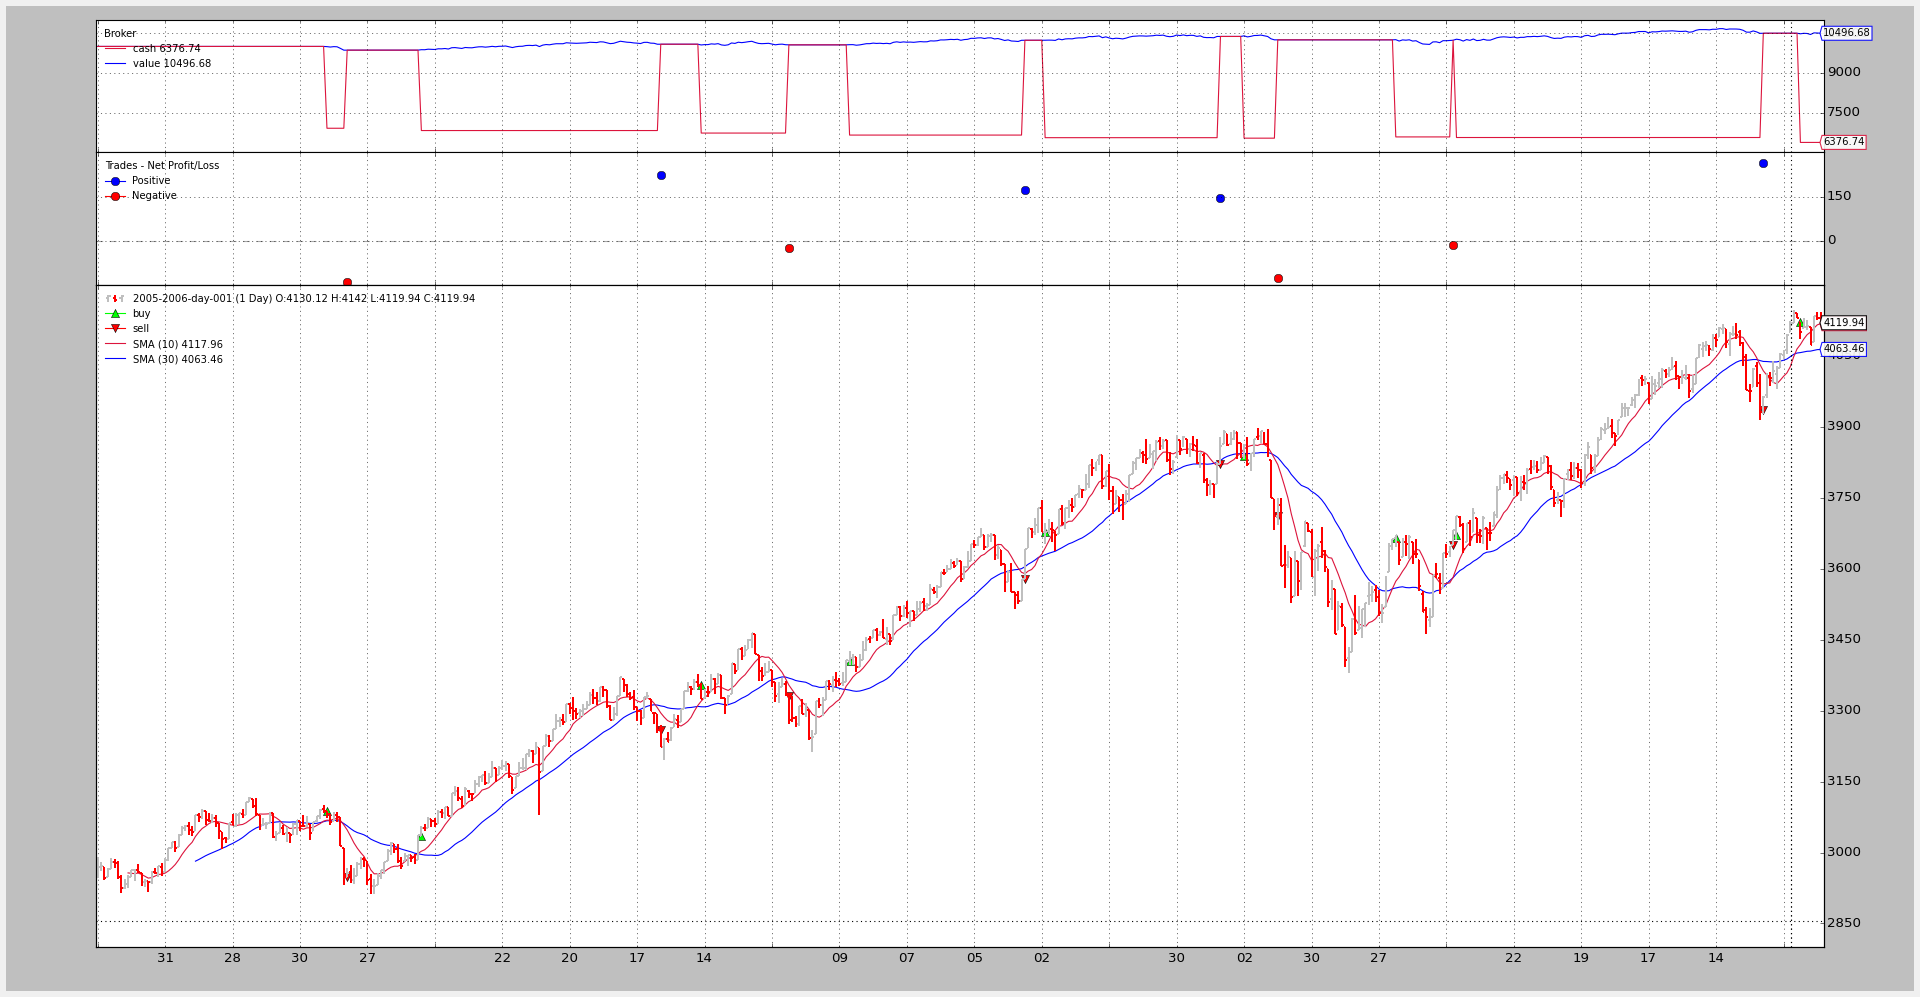 Broker
cash 6376.74
value 10496.68
10496.68
9000
7500
6376.74
Trades - Net Profit/Loss
Positive
Negative
150
0
2005-2006-day-001 (1 Day) O:4130.12 H:4142 L:4119.94 C:4119.94
buy
sell
SMA (10) 4117.96
SMA (30) 4063.46
4119.94
4063.46
3900
3750
3600
3450
3300
3150
3000
2850
31 28 30 27 22 20 17 14 09 07 05 02 30 02 30 27 22 19 17 14